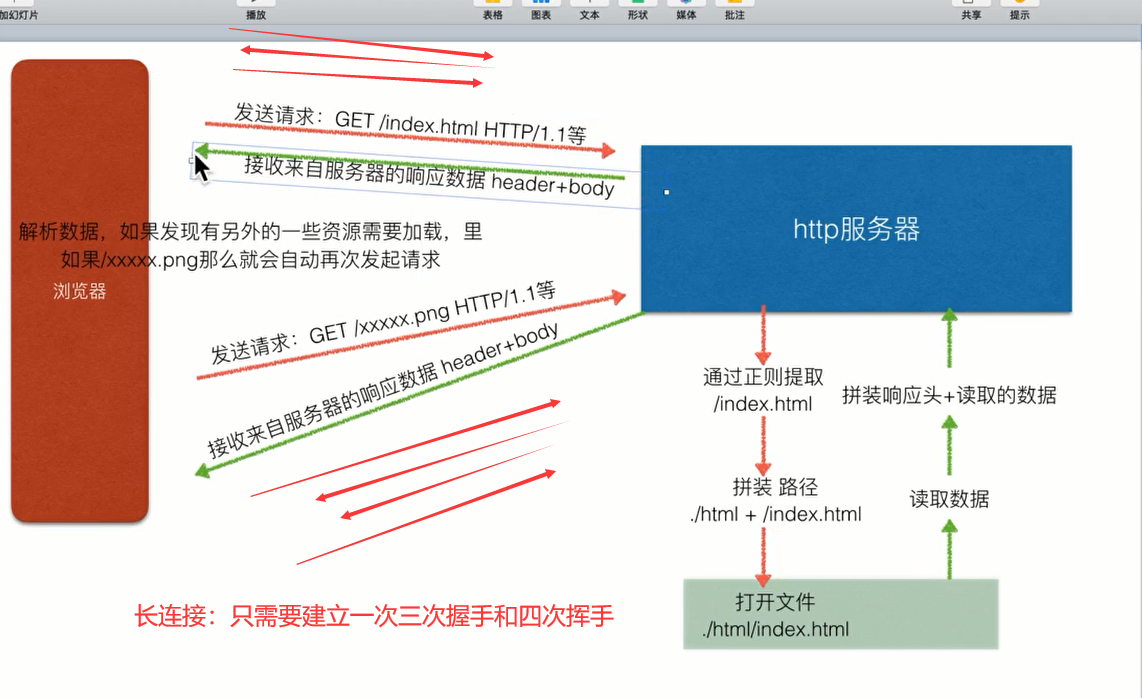 加幻灯片
播放
表格
图表
文本
形状
媒体
批注
共享
提示
发送请求：GET /index.html HTTP/1.1等
接收来自服务器的响应数据 header+body
http服务器
解析数据，如果发现有另外的一些资源需要加载，里
如果/xxxxx.png那么就会自动再次发起请求
浏览器
发送请求：GET /xxxxx.png HTTP/1.1等
接收来自服务器的响应数据 header+body
通过正则提取
/index.html
拼装响应头+读取的数据
拼装 路径
./html + /index.html
读取数据
打开文件
./html/index.html
长连接：只需要建立一次三次握手和四次挥手